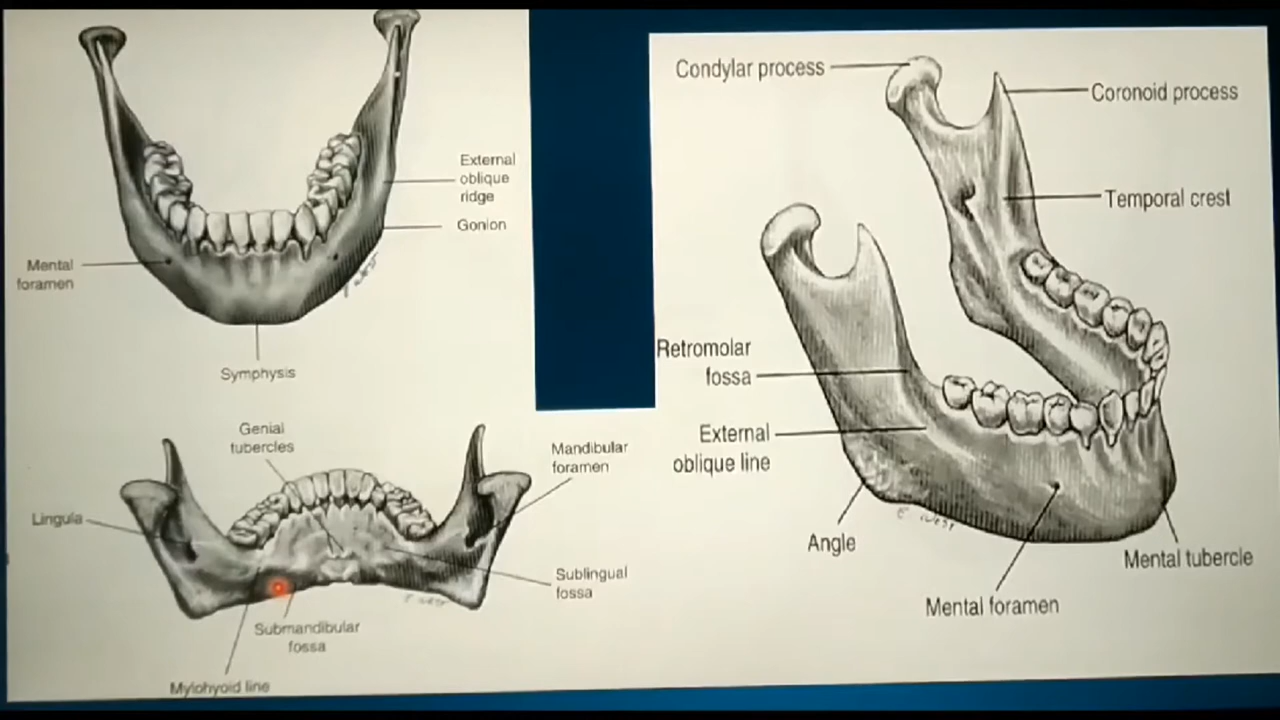 External
oblique
ridge
Gonion
Mental
foramen
Symphysis
Genial
tubercles
Mandibular
foramen
Lingula
Sublingual
fossa
Submandibular
fossa
Mylohyoid line
Condylar process
Coronoid process
Temporal crest
Retromolar
fossa
External
oblique line
Angle
Mental tubercle
Mental foramen